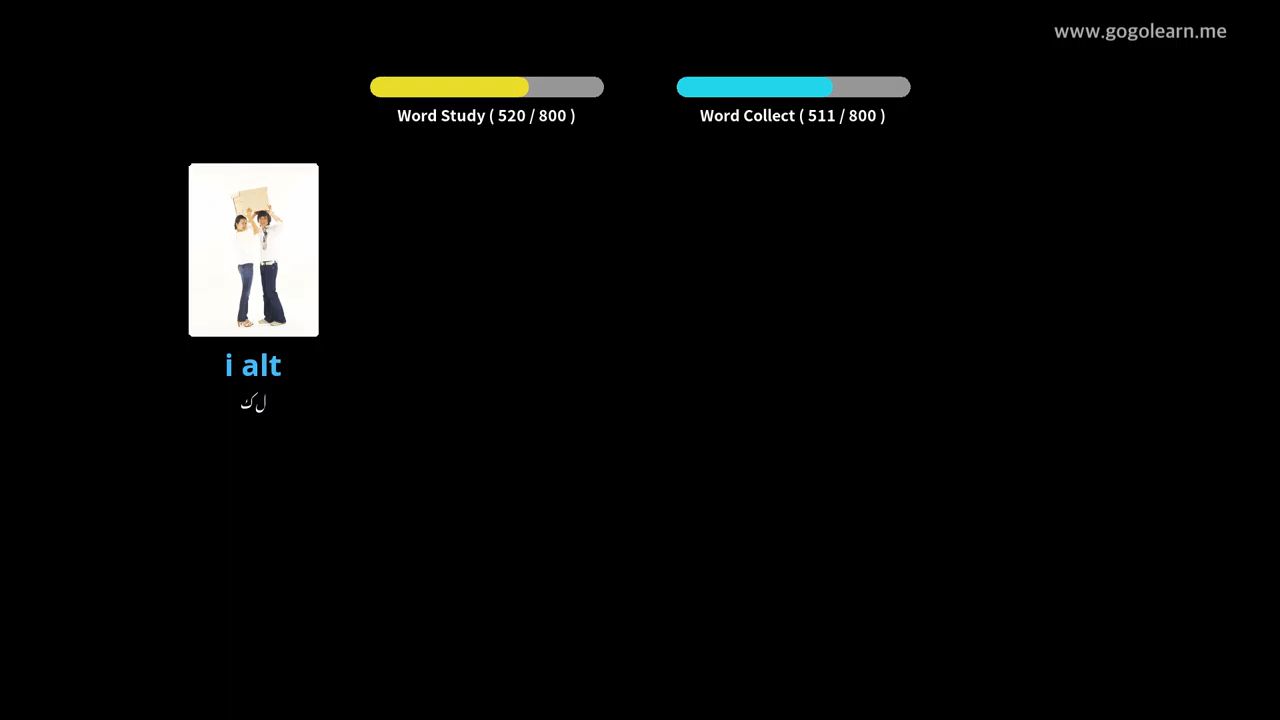 www.gogolearn.me
Word Study ( 520 / 800 )
Word Collect ( 511 / 800 )
i alt
ل ك